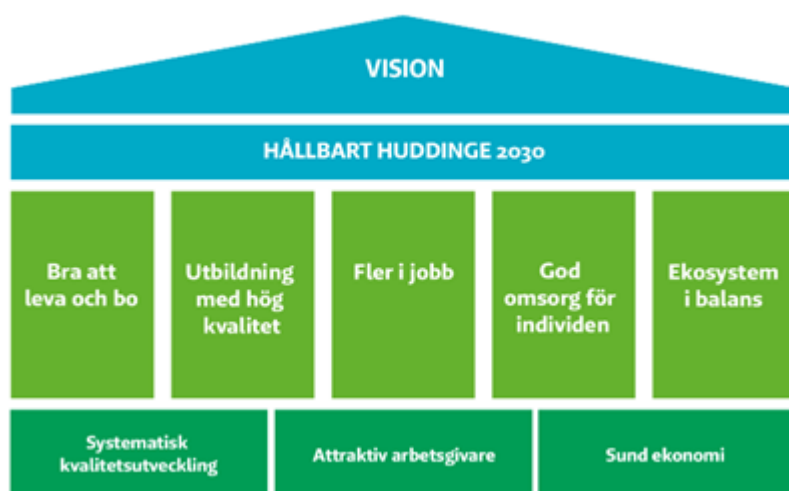 VISION
HÅLLBART HUDDINGE 2030
Bra att
leva och bo
Utbildning
med hög
kvalitet
Fler i jobb
God
omsorg för
individen
Ekosystem
i balans
Systematisk
kvalitetsutveckling
Attraktiv arbetsgivare
Sund ekonomi